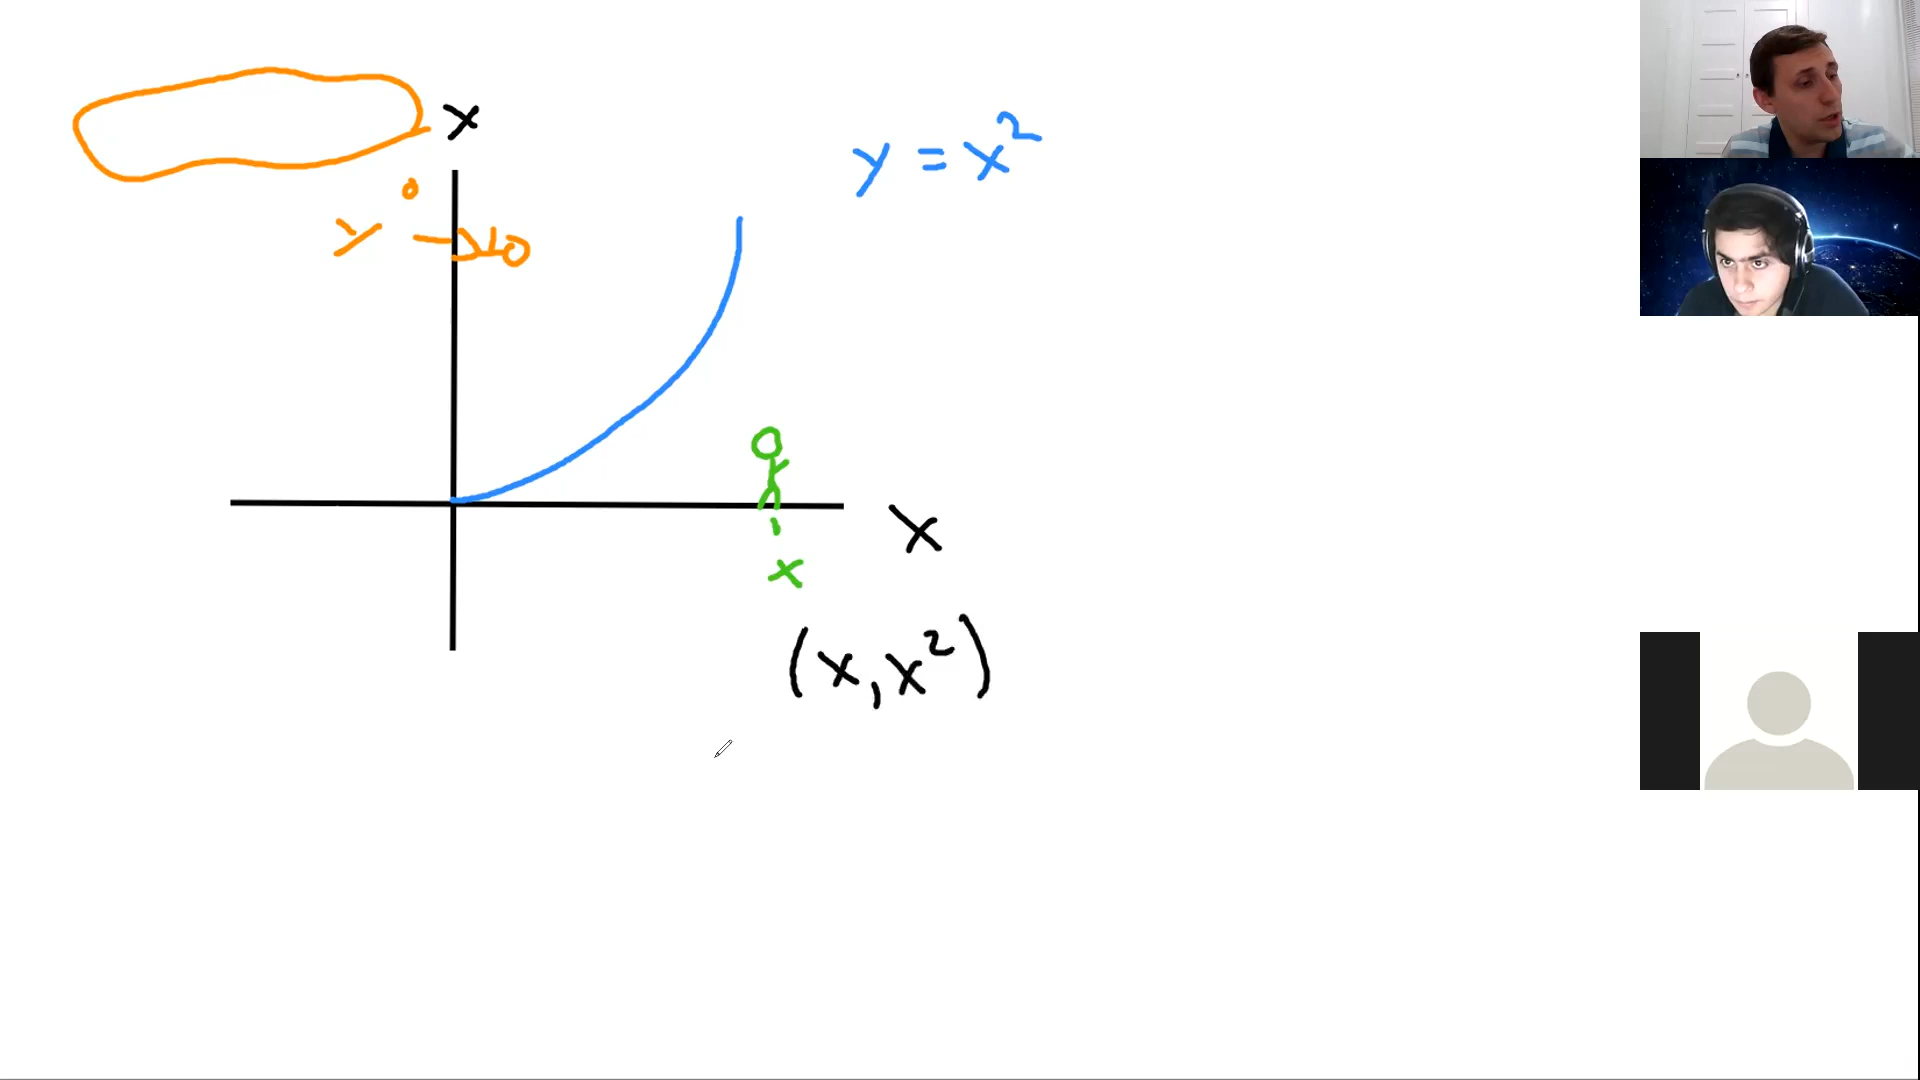 x
y = x²
y
x
x
(x, x²)